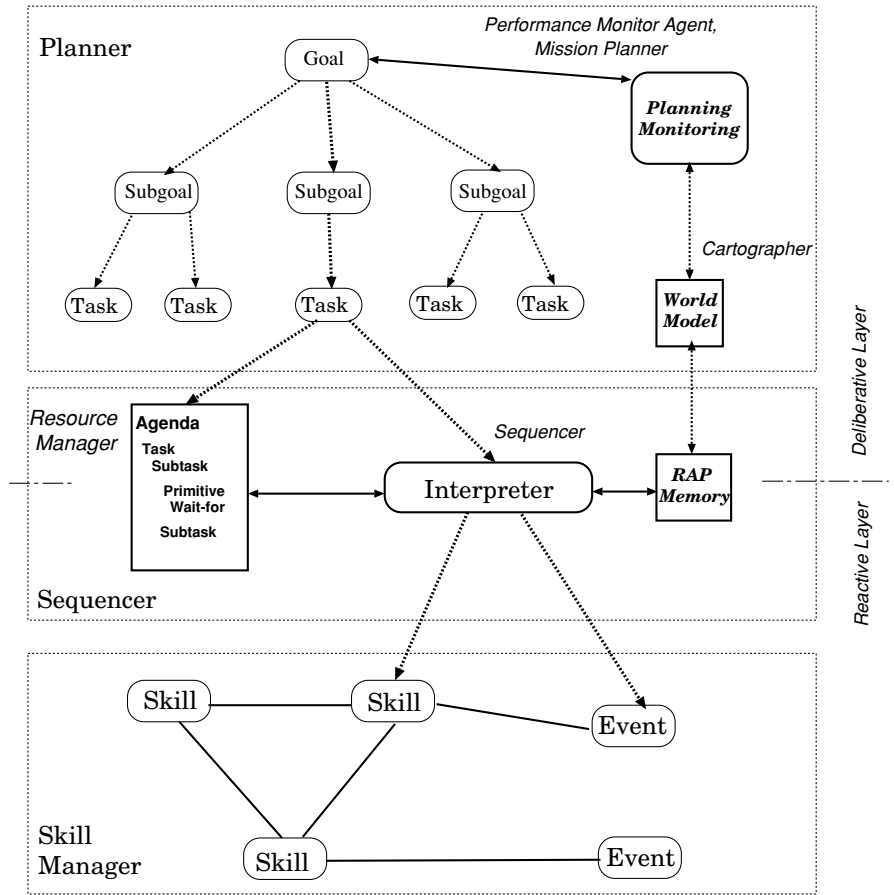 Performance Monitor Agent,
Mission Planner
Planner
Goal
Planning
Monitoring
Subgoal
Subgoal
Subgoal
Cartographer
Task
Task
Task
Task
Task
World
Model
Deliberative Layer
Resource
Manager
Agenda
Task
Subtask
Primitive
Wait-for
Subtask
Sequencer
Interpreter
RAP
Memory
Reactive Layer
Sequencer
Skill
Skill
Event
Skill
Manager
Skill
Event